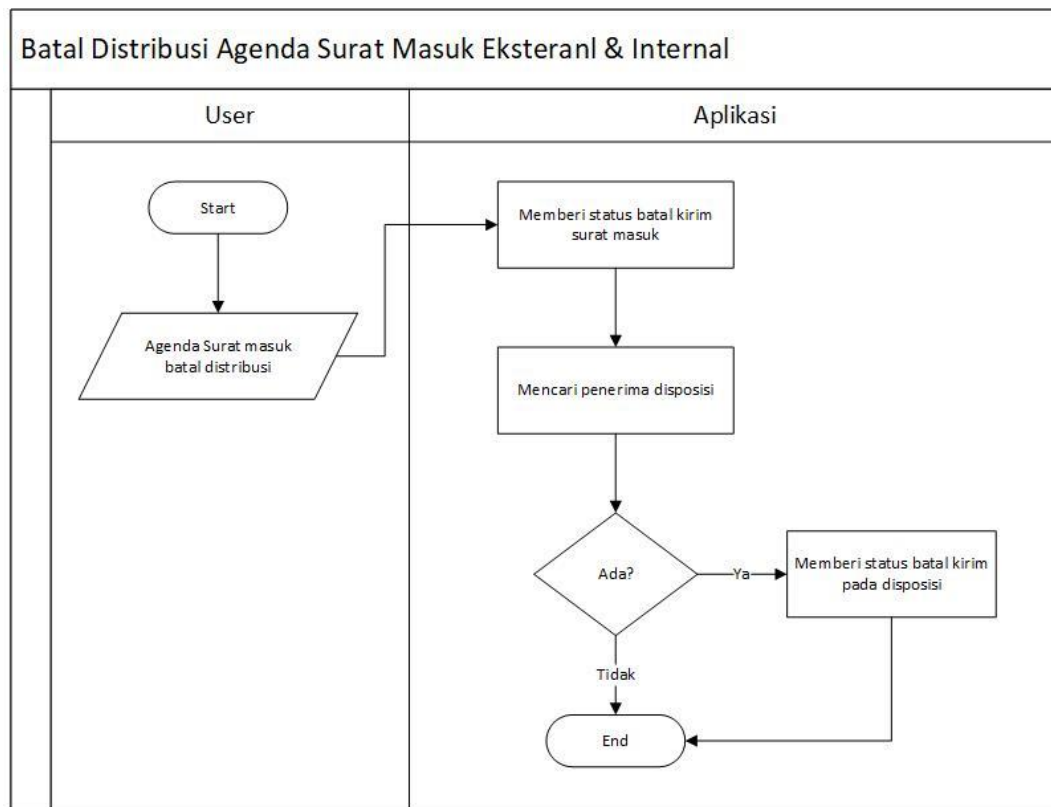 Batal Distribusi Agenda Surat Masuk Eksteranl & Internal
User
Aplikasi
Start
Agenda Surat masuk
batal distribusi
Memberi status batal kirim
surat masuk
Mencari penerima disposisi
Ada?
Ya
Memberi status batal kirim
pada disposisi
Tidak
End